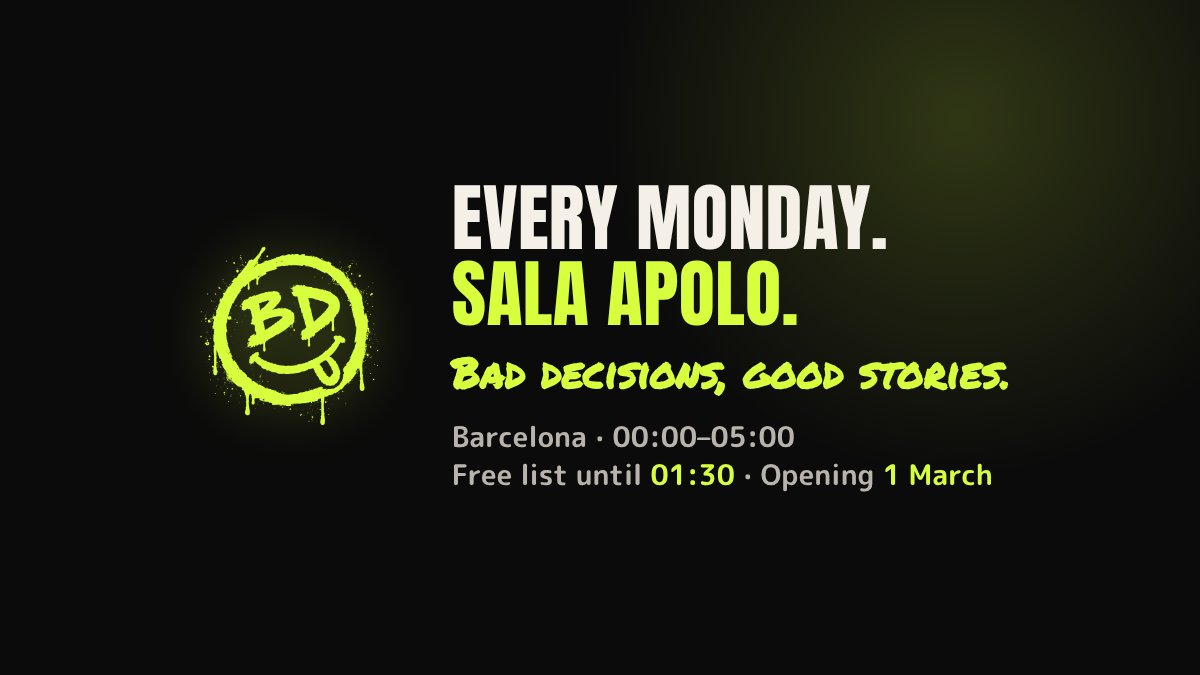 BD
EVERY MONDAY.
SALA APOLO.
BAD DECISIONS, GOOD STORIES.
Barcelona · 00:00–05:00
Free list until 01:30 · Opening 1 March